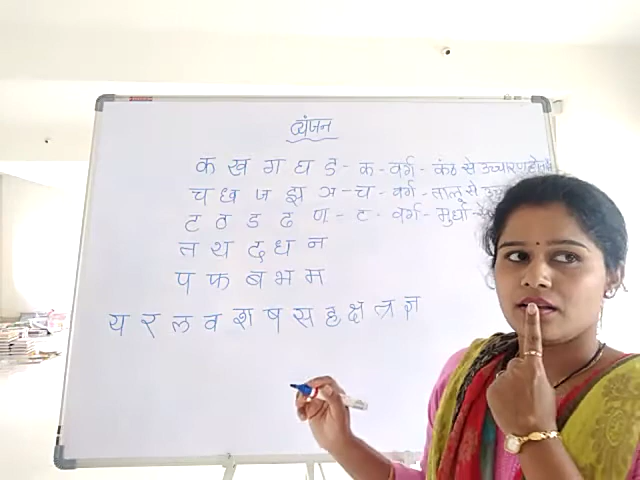 व्यंजन
क ख ग घ ड - क - वर्ग - कंठ से उच्चारण
च छ ज झ ञ - च - वर्ग - तालू से
ट ठ ड ढ ण - ट - वर्ग - मुर्धा
त थ द ध न
प फ ब भ म
य र ल व श ष स ह क्ष त्र ज्ञ